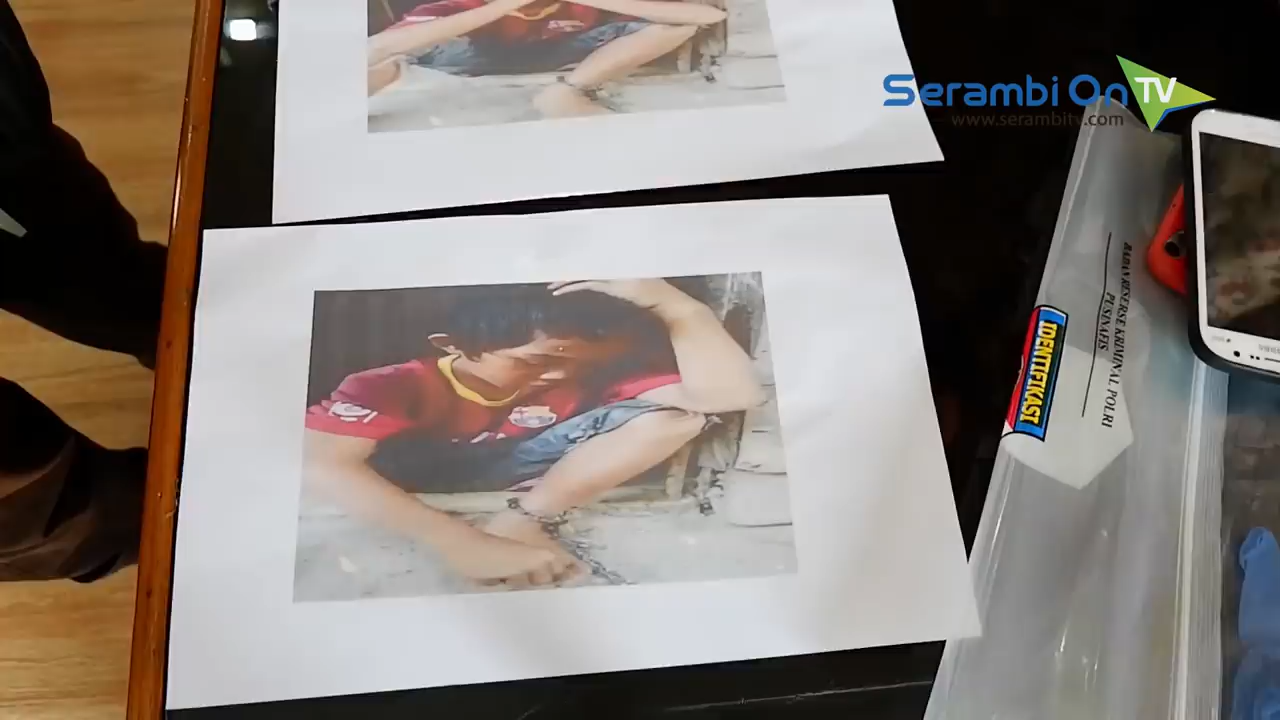 Serambi On TV
www.serambitv.com
BADAN RESERSE KRIMINAL POLRI
PUSINAFIS
IDENTIFIKASI